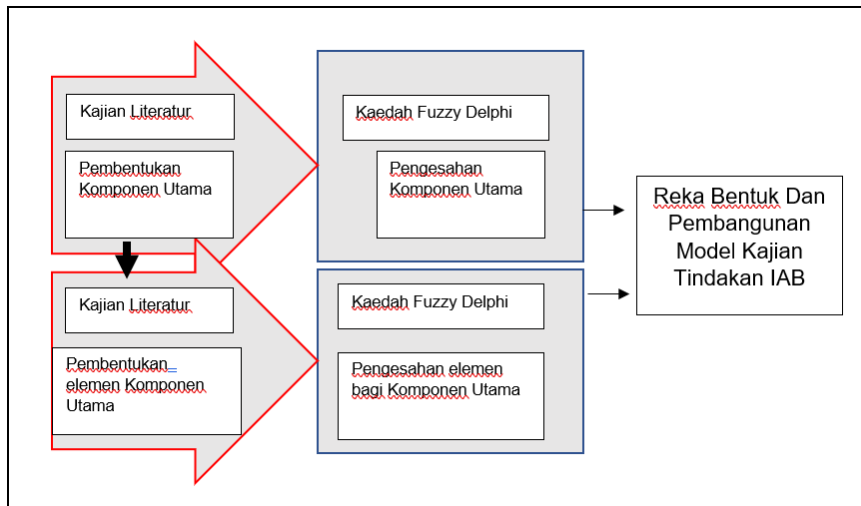 Kajian Literatur
Pembentukan
Komponen Utama
Kaedah Fuzzy Delphi
Pengesahan
Komponen Utama
Kajian Literatur
Pembentukan
elemen Komponen
Utama
Kaedah Fuzzy Delphi
Pengesahan elemen
bagi Komponen Utama
Reka Bentuk Dan
Pembangunan
Model Kajian
Tindakan IAB